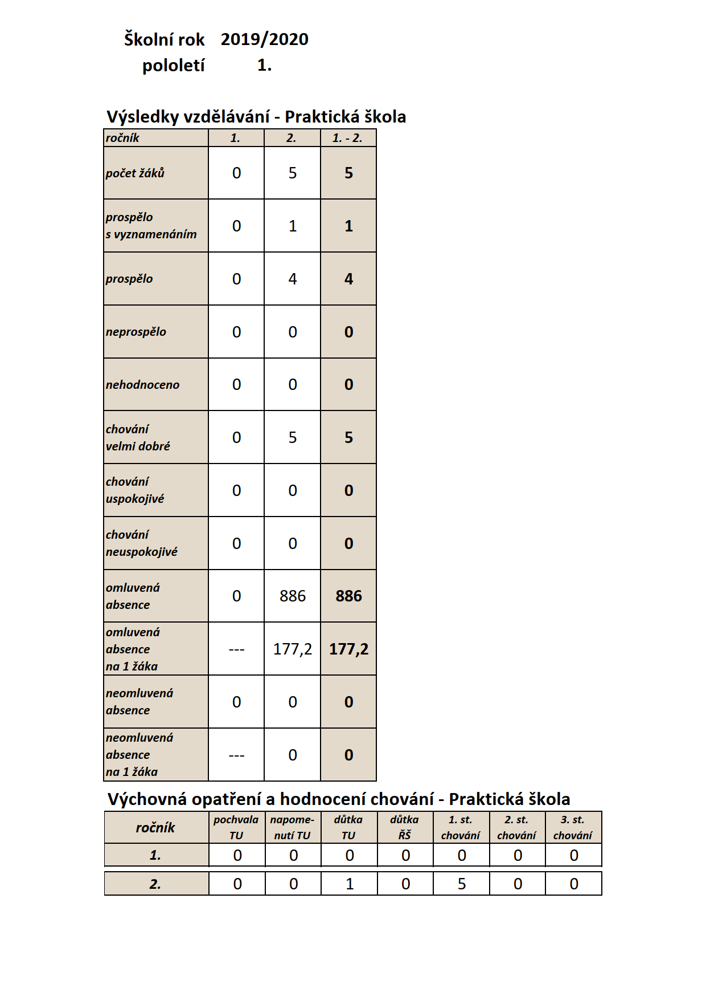 Školní rok 2019/2020
pololetí 1.
Výsledky vzdělávání - Praktická škola
ročník 1. 2. 1. - 2.
počet žáků 0 5 5
prospělo
s vyznamenáním 0 1 1
prospělo 0 4 4
neprospělo 0 0 0
nehodnoceno 0 0 0
chování
velmi dobré 0 5 5
chování
uspokojivé 0 0 0
chování
neuspokojivé 0 0 0
omluvená
absence 0 886 886
omluvená
absence --- 177,2 177,2
na 1 žáka
neomluvená
absence 0 0 0
neomluvená
absence --- 0 0
na 1 žáka
Výchovná opatření a hodnocení chování - Praktická škola
ročník pochvala napome- důtka důtka 1. st. 2. st. 3. st.
TU nutí TU TU ŘŠ chování chování chování
1. 0 0 0 0 0 0 0
2. 0 0 1 0 5 0 0